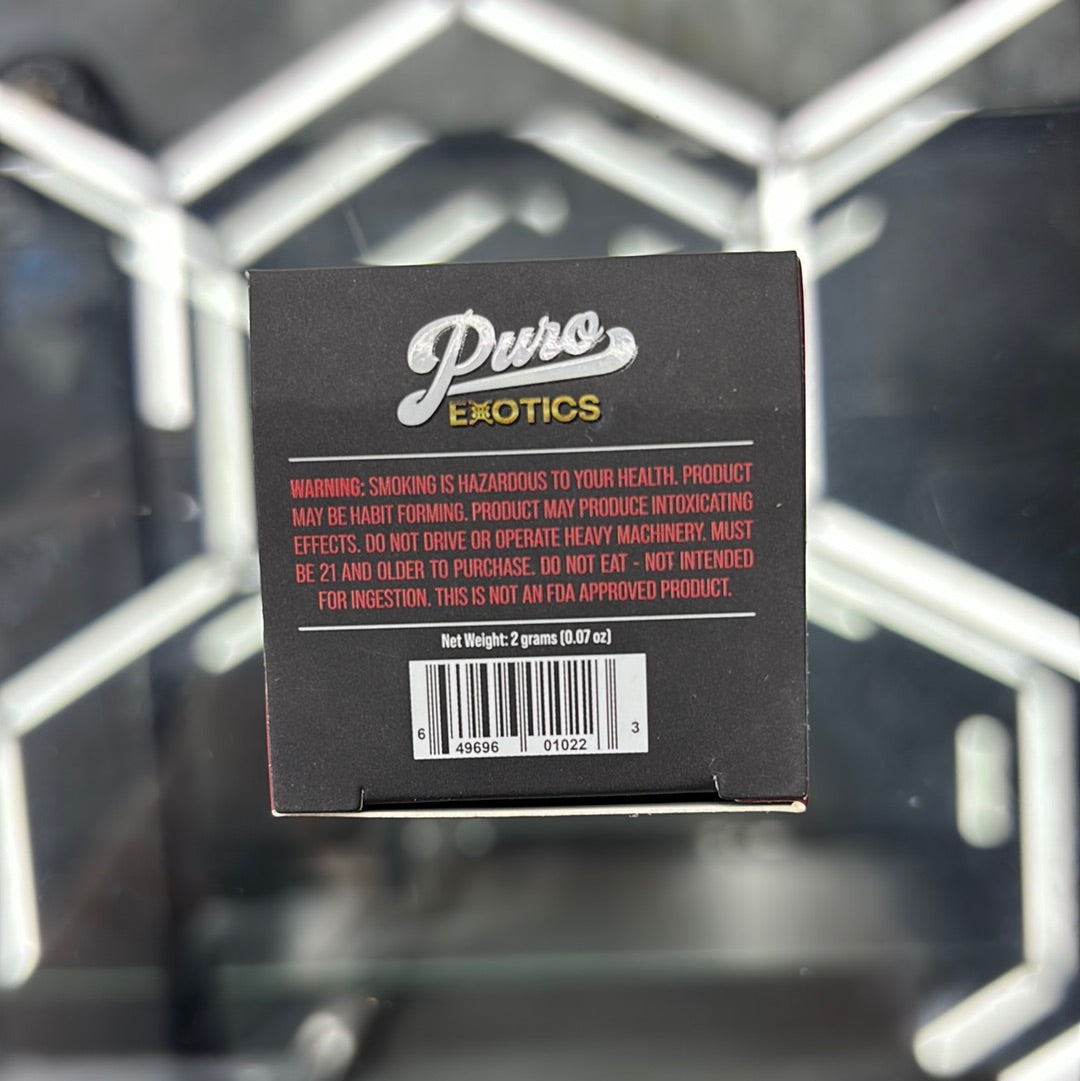 Puro
EXOTICS
WARNING: SMOKING IS HAZARDOUS TO YOUR HEALTH. PRODUCT
MAY BE HABIT FORMING. PRODUCT MAY PRODUCE INTOXICATING
EFFECTS. DO NOT DRIVE OR OPERATE HEAVY MACHINERY. MUST
BE 21 AND OLDER TO PURCHASE. DO NOT EAT - NOT INTENDED
FOR INGESTION. THIS IS NOT AN FDA APPROVED PRODUCT.
Net Weight: 2 grams (0.07 oz)
6 49696 01022 3